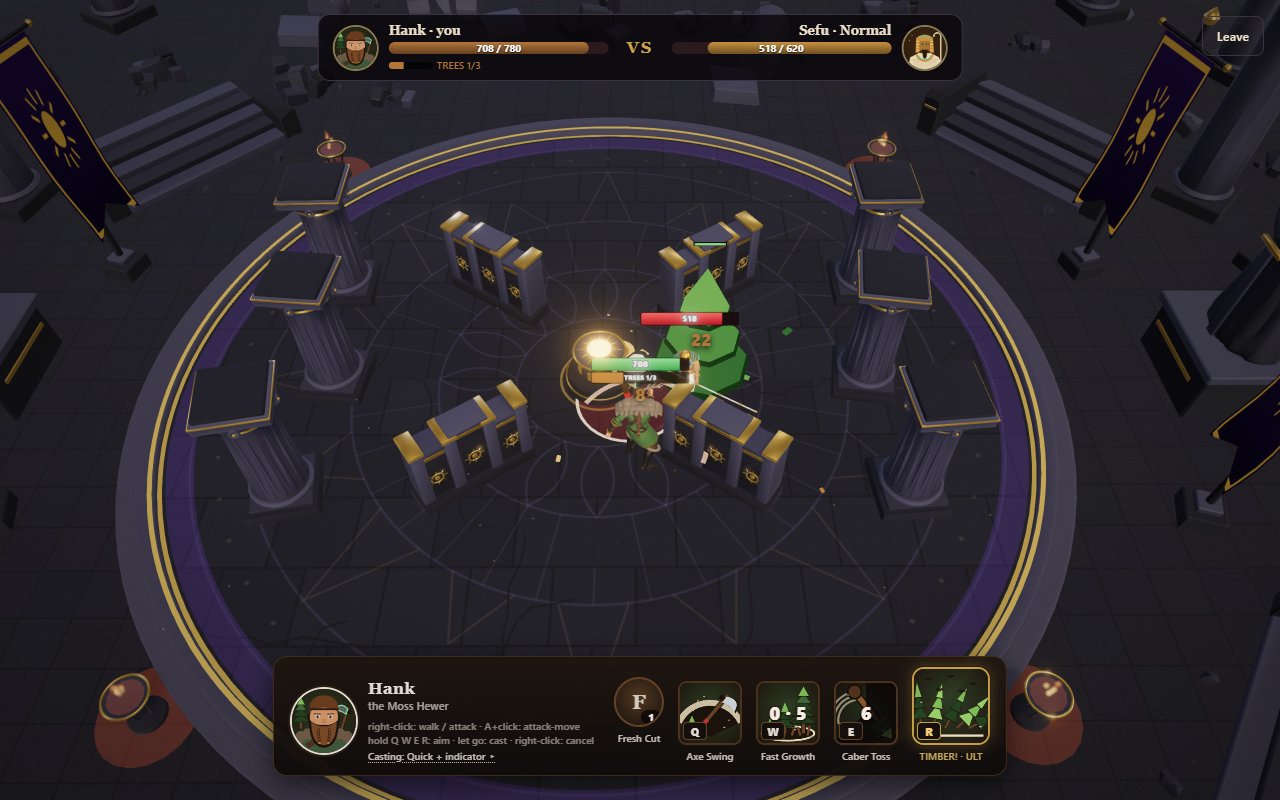 Hank · you
708 / 780
TREES 1/3
VS
Sefu · Normal
518 / 620
Leave
518
22
708
TREES 1/3
8
Hank
the Moss Hewer
right-click: walk / attack · A+click: attack-move
hold Q W E R: aim · let go: cast · right-click: cancel
Casting: Quick + indicator ▸
F
1
Fresh Cut
Q
Axe Swing
0·5
W
Fast Growth
6
E
Caber Toss
R
TIMBER! · ULT